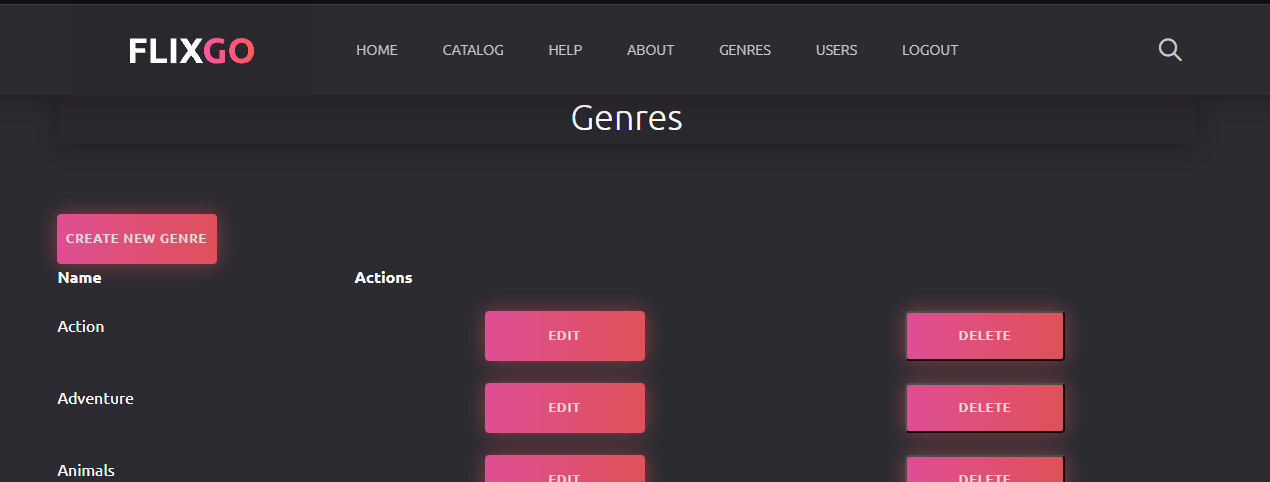 FLIXGO HOME CATALOG HELP ABOUT GENRES USERS LOGOUT
Genres
CREATE NEW GENRE
Name Actions
Action EDIT DELETE
Adventure EDIT DELETE
Animals EDIT DELETE